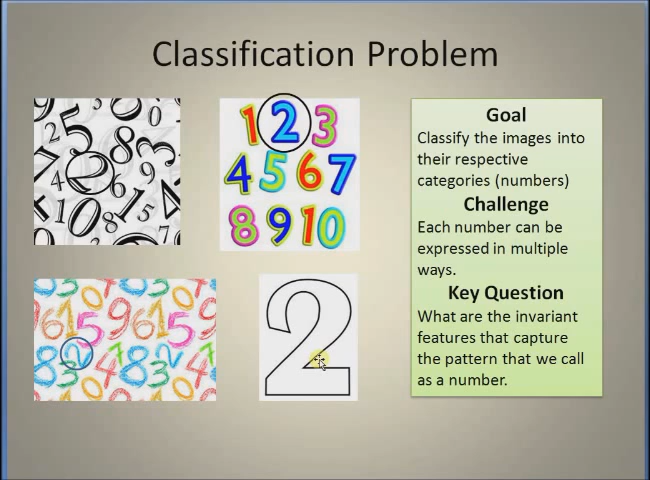 Classification Problem
1 2 3
4 5 6 7
8 9 10
2
Goal
Classify the images into
their respective
categories (numbers)
Challenge
Each number can be
expressed in multiple
ways.
Key Question
What are the invariant
features that capture
the pattern that we call
as a number.